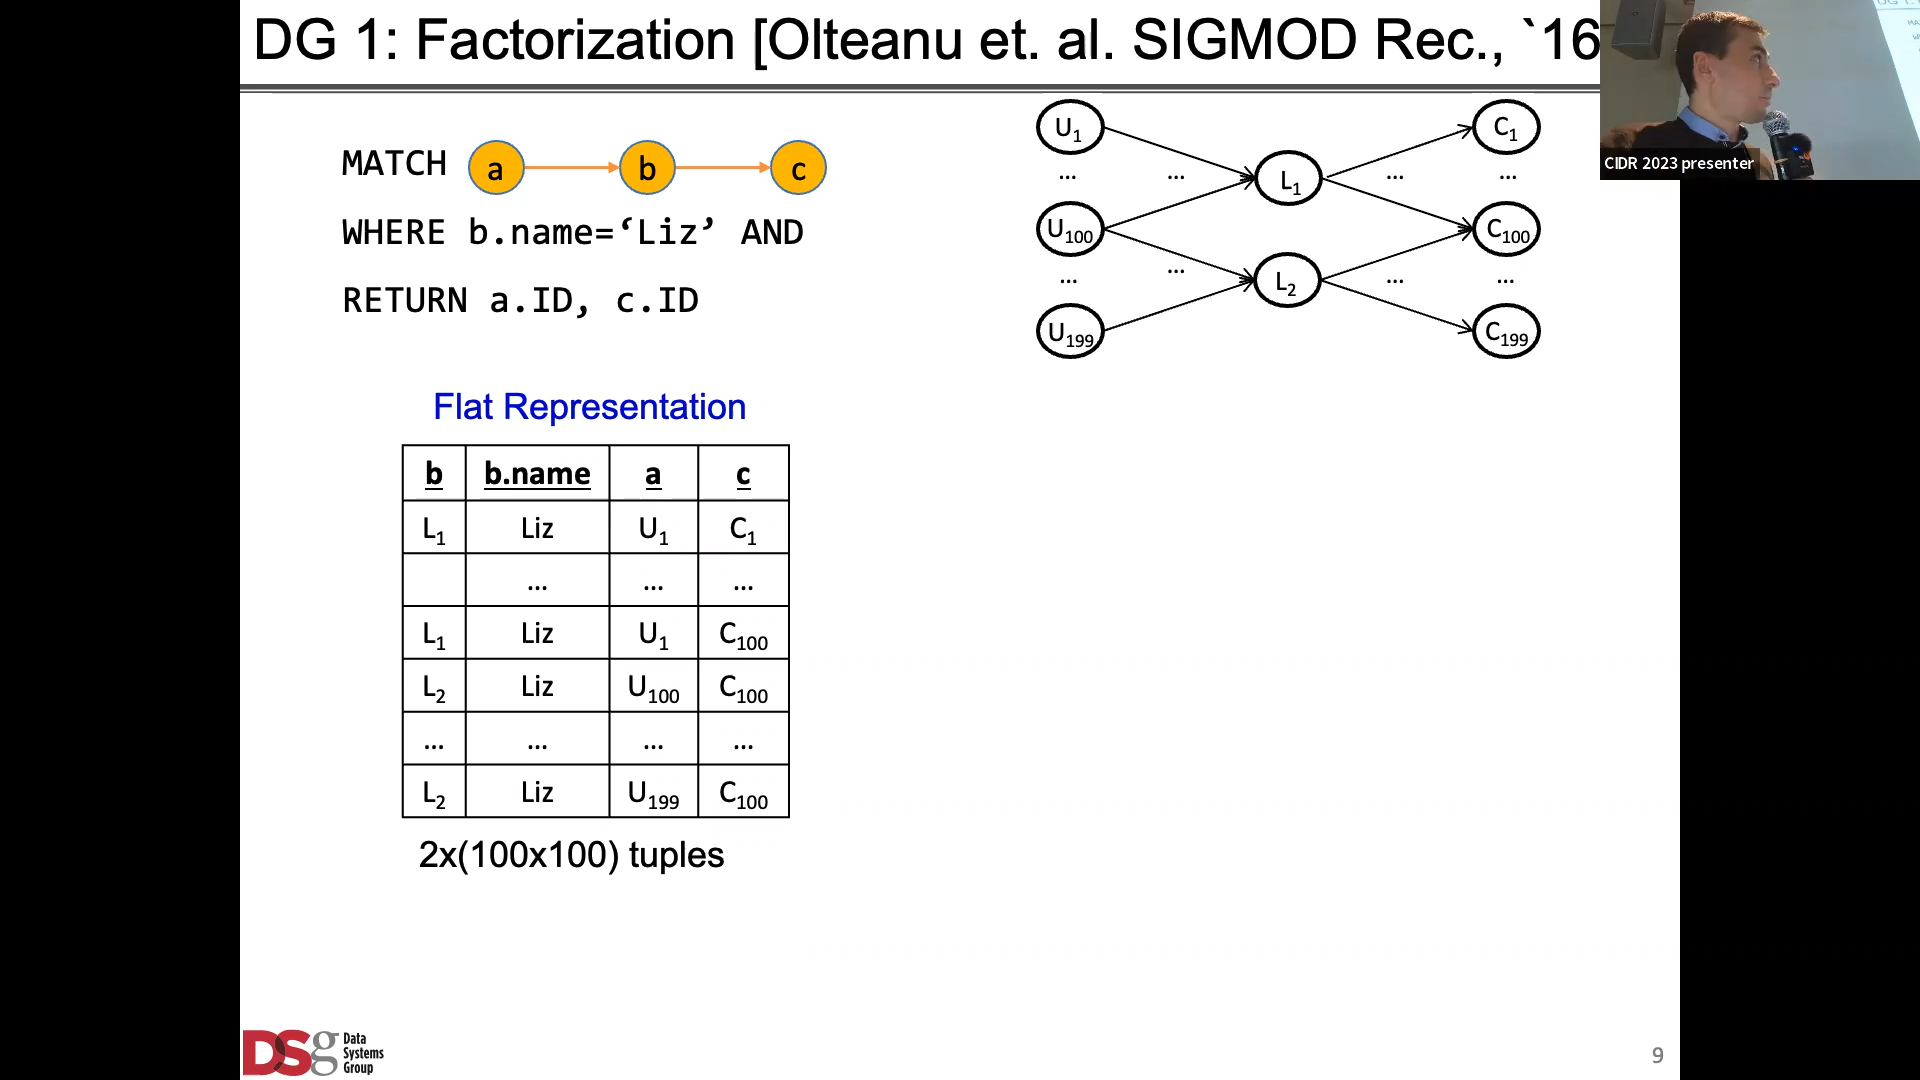 DG 1: Factorization [Olteanu et. al. SIGMOD Rec., `16
CIDR 2023 presenter
MATCH a b c
WHERE b.name=‘Liz’ AND
RETURN a.ID, c.ID
U1 L1 C1
... ... ... ...
U100 C100
... ... ... ...
L2
U199 C199
Flat Representation
b b.name a c
L1 Liz U1 C1
... ... ...
L1 Liz U1 C100
L2 Liz U100 C100
... ... ... ...
L2 Liz U199 C100
2x(100x100) tuples
DSg Data
Systems
Group
9